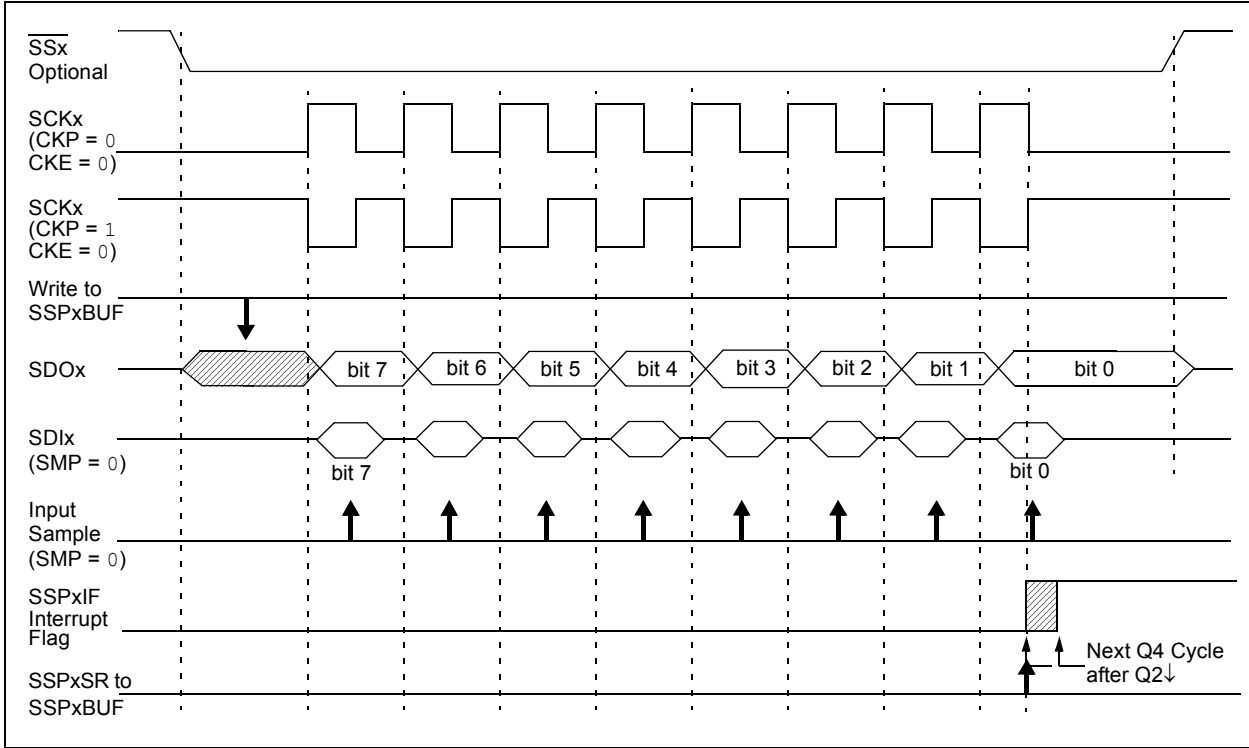 SSx
Optional
SCKx
(CKP = 0
CKE = 0)
SCKx
(CKP = 1
CKE = 0)
Write to
SSPxBUF
SDOx
bit 7 bit 6 bit 5 bit 4 bit 3 bit 2 bit 1 bit 0
SDIx
(SMP = 0)
bit 7 bit 0
Input
Sample
(SMP = 0)
SSPxIF
Interrupt
Flag
Next Q4 Cycle
after Q2↓
SSPxSR to
SSPxBUF